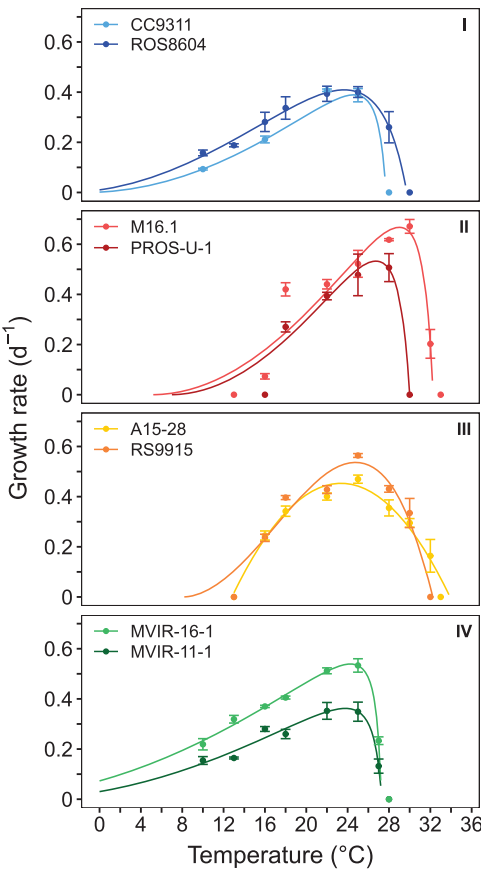 CC9311 I
ROS8604
0.6
0.4
0.2
0
M16.1 II
PROS-U-1
0.6
0.4
0.2
0
A15-28 III
RS9915
0.6
0.4
0.2
0
MVIR-16-1 IV
MVIR-11-1
0.6
0.4
0.2
0
Growth rate (d⁻¹)
0 4 8 12 16 20 24 28 32 36
Temperature (°C)